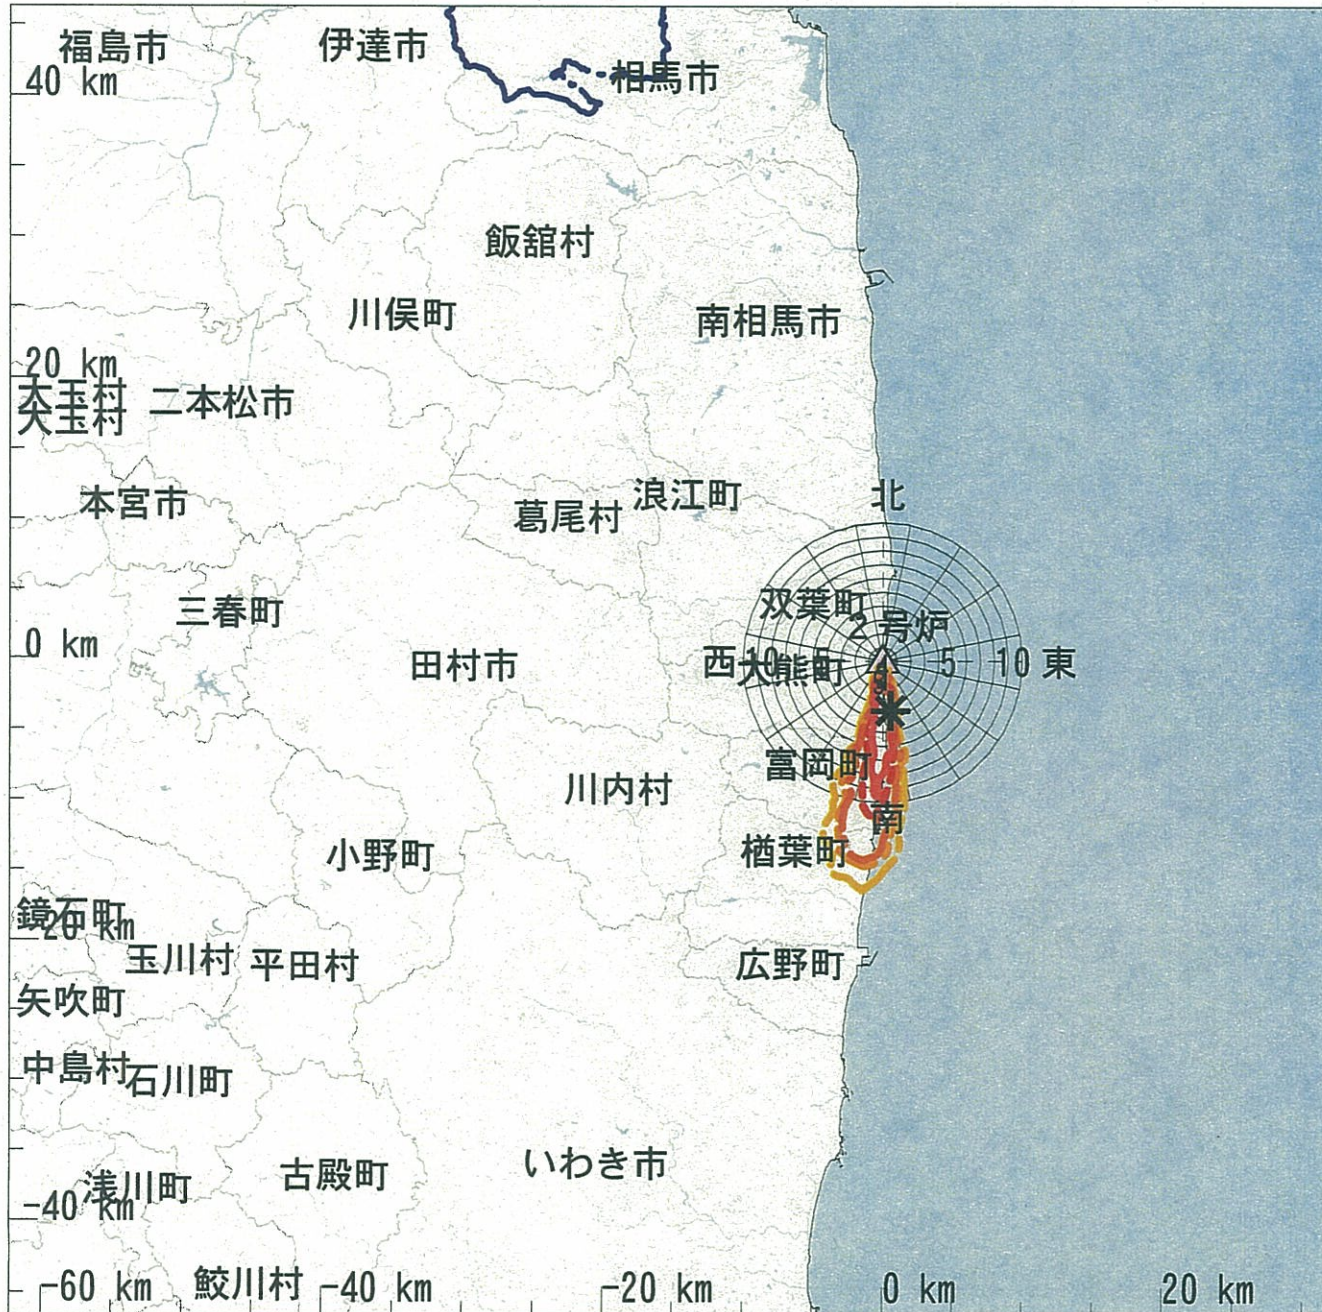 福島市 伊達市
40 km 相馬市
飯舘村
川俣町 南相馬市
20 km
大玉村 二本松市
大玉村
本宮市 葛尾村 浪江町 北
三春町 双葉町
2号炉
0 km 田村市 西 10 5 大熊町 5 10 東
富岡町
川内村
南
小野町 楢葉町
鏡石町
-20 km
玉川村 平田村 広野町
矢吹町
中島村 石川町
いわき市
浅川町 古殿町
-40 km
-60 km 鮫川村 -40 km -20 km 0 km 20 km